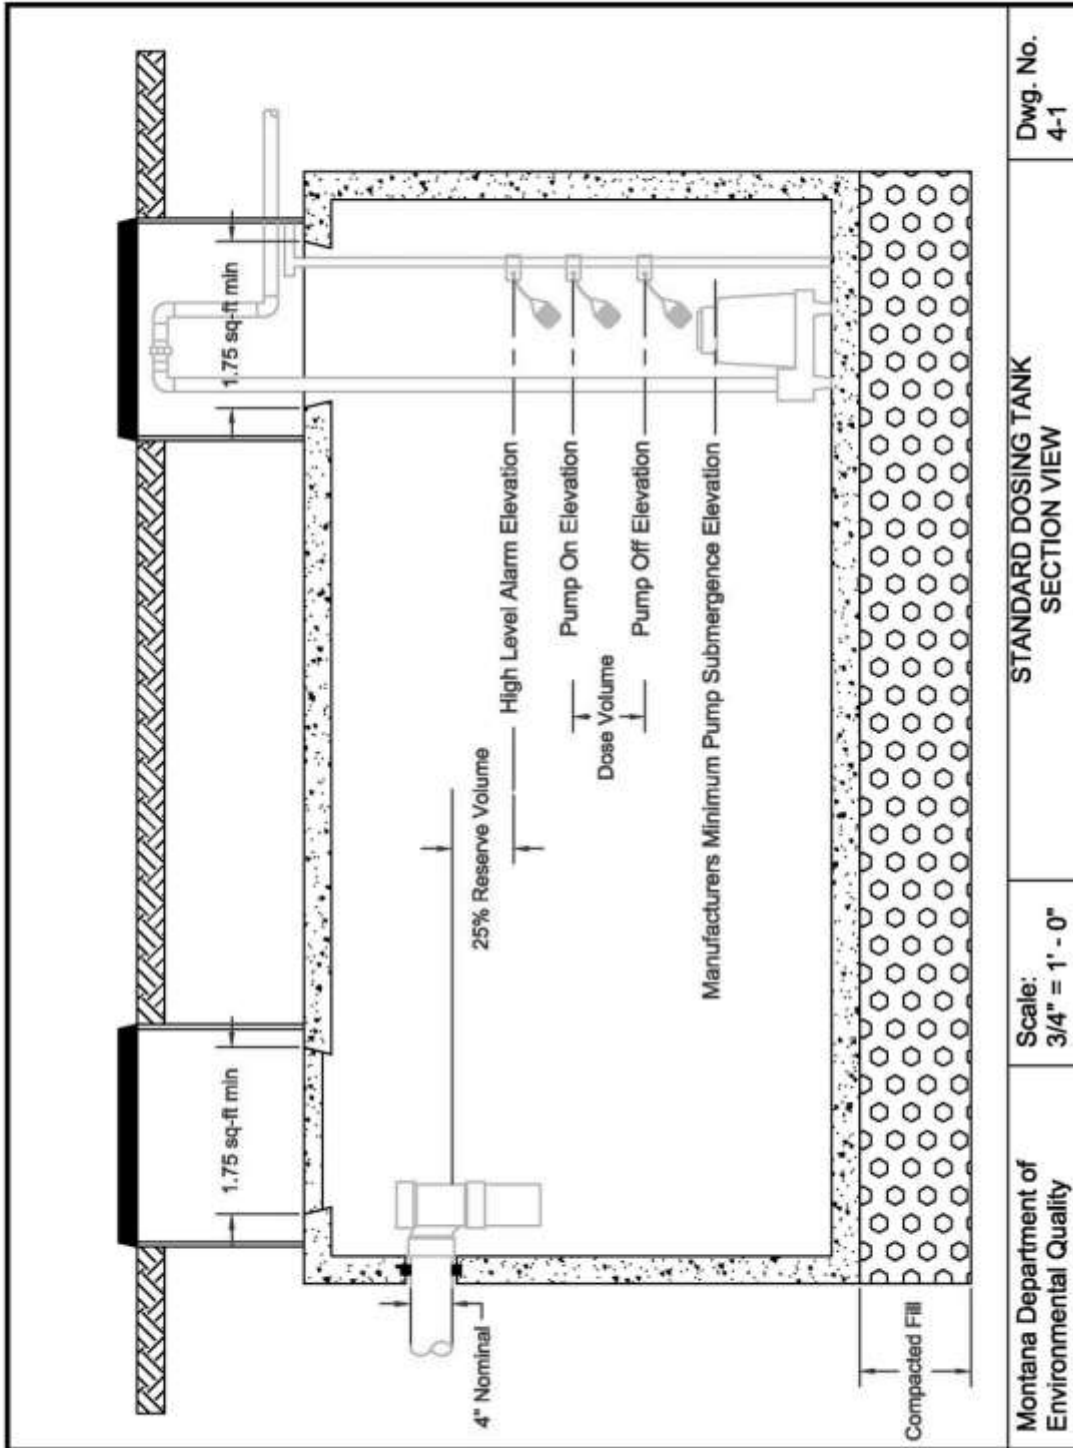 1.75 sq-ft min
1.75 sq-ft min
4" Nominal
25% Reserve Volume
High Level Alarm Elevation
Pump On Elevation
Dose Volume
Pump Off Elevation
Manufacturers Minimum Pump Submergence Elevation
Compacted Fill
Montana Department of
Environmental Quality
Scale:
3/4" = 1' - 0"
STANDARD DOSING TANK
SECTION VIEW
Dwg. No.
4-1